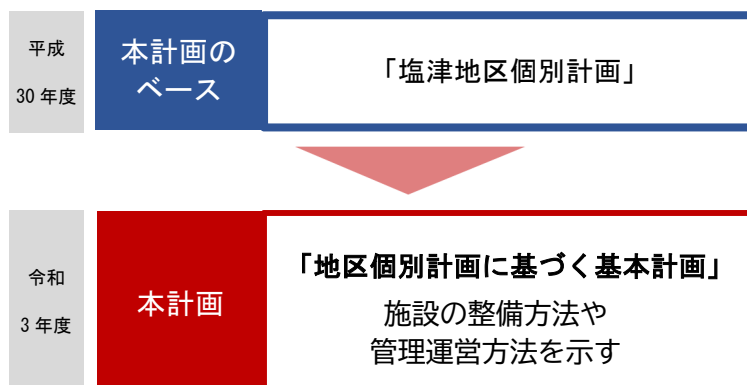 平成
30 年度
本計画の
ベース
「塩津地区個別計画」
令和
3 年度
本計画
「地区個別計画に基づく基本計画」
施設の整備方法や
管理運営方法を示す